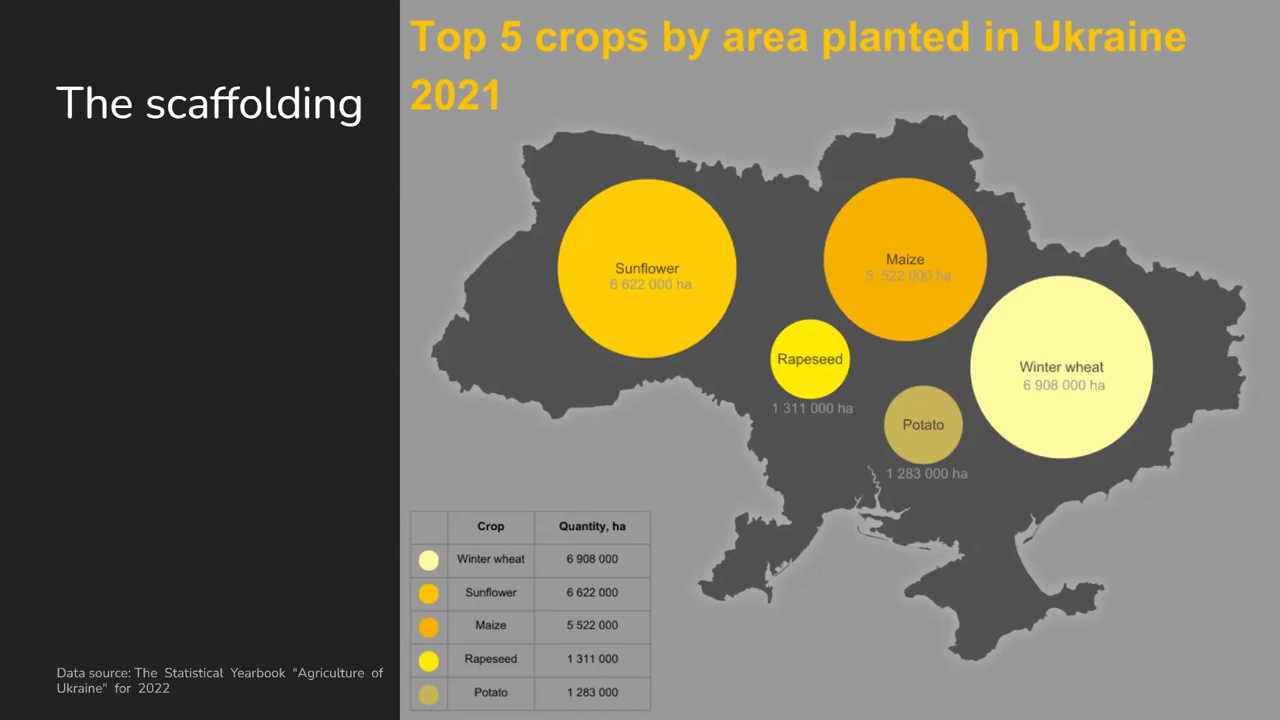 The scaffolding
Data source: The Statistical Yearbook "Agriculture of
Ukraine" for 2022
Top 5 crops by area planted in Ukraine
2021
Sunflower
6 622 000 ha
Maize
5 522 000 ha
Rapeseed
1 311 000 ha
Winter wheat
6 908 000 ha
Potato
1 283 000 ha
Crop Quantity, ha
Winter wheat 6 908 000
Sunflower 6 622 000
Maize 5 522 000
Rapeseed 1 311 000
Potato 1 283 000